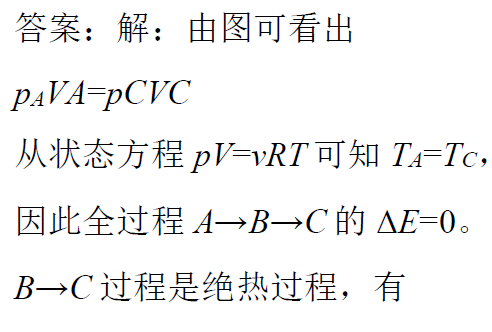 答案：解：由图可看出
pAVA=pCVC
从状态方程 pV=νRT 可知 TA=TC，
因此全过程 A→B→C 的 ΔE=0。
B→C 过程是绝热过程，有